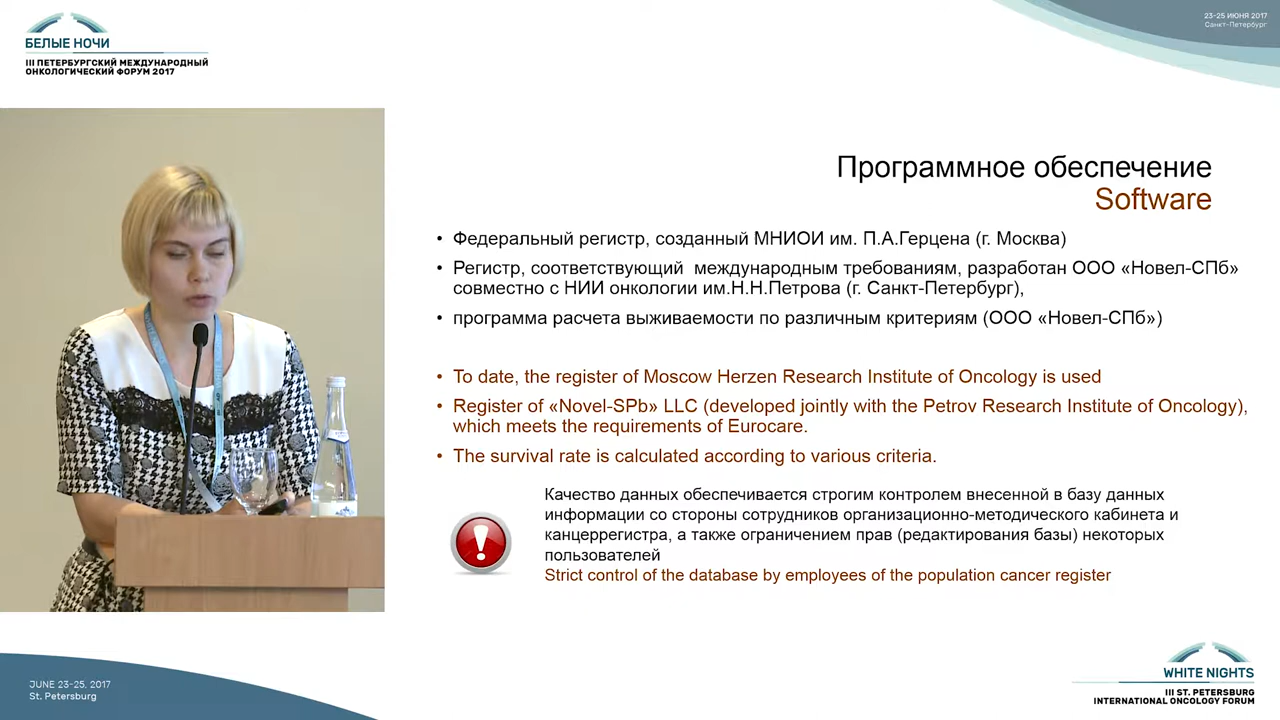 БЕЛЫЕ НОЧИ
III ПЕТЕРБУРГСКИЙ МЕЖДУНАРОДНЫЙ
ОНКОЛОГИЧЕСКИЙ ФОРУМ 2017
23-25 ИЮНЯ 2017
Санкт-Петербург
Программное обеспечение
Software
• Федеральный регистр, созданный МНИОИ им. П.А.Герцена (г. Москва)
• Регистр, соответствующий международным требованиям, разработан ООО «Новел-СПб»
совместно с НИИ онкологии им.Н.Н.Петрова (г. Санкт-Петербург),
• программа расчета выживаемости по различным критериям (ООО «Новел-СПб»)
• To date, the register of Moscow Herzen Research Institute of Oncology is used
• Register of «Novel-SPb» LLC (developed jointly with the Petrov Research Institute of Oncology),
which meets the requirements of Eurocare.
• The survival rate is calculated according to various criteria.
Качество данных обеспечивается строгим контролем внесенной в базу данных
информации со стороны сотрудников организационно-методического кабинета и
канцеррегистра, а также ограничением прав (редактирования базы) некоторых
пользователей
Strict control of the database by employees of the population cancer register
JUNE 23-25, 2017
St. Petersburg
WHITE NIGHTS
III ST. PETERSBURG
INTERNATIONAL ONCOLOGY FORUM